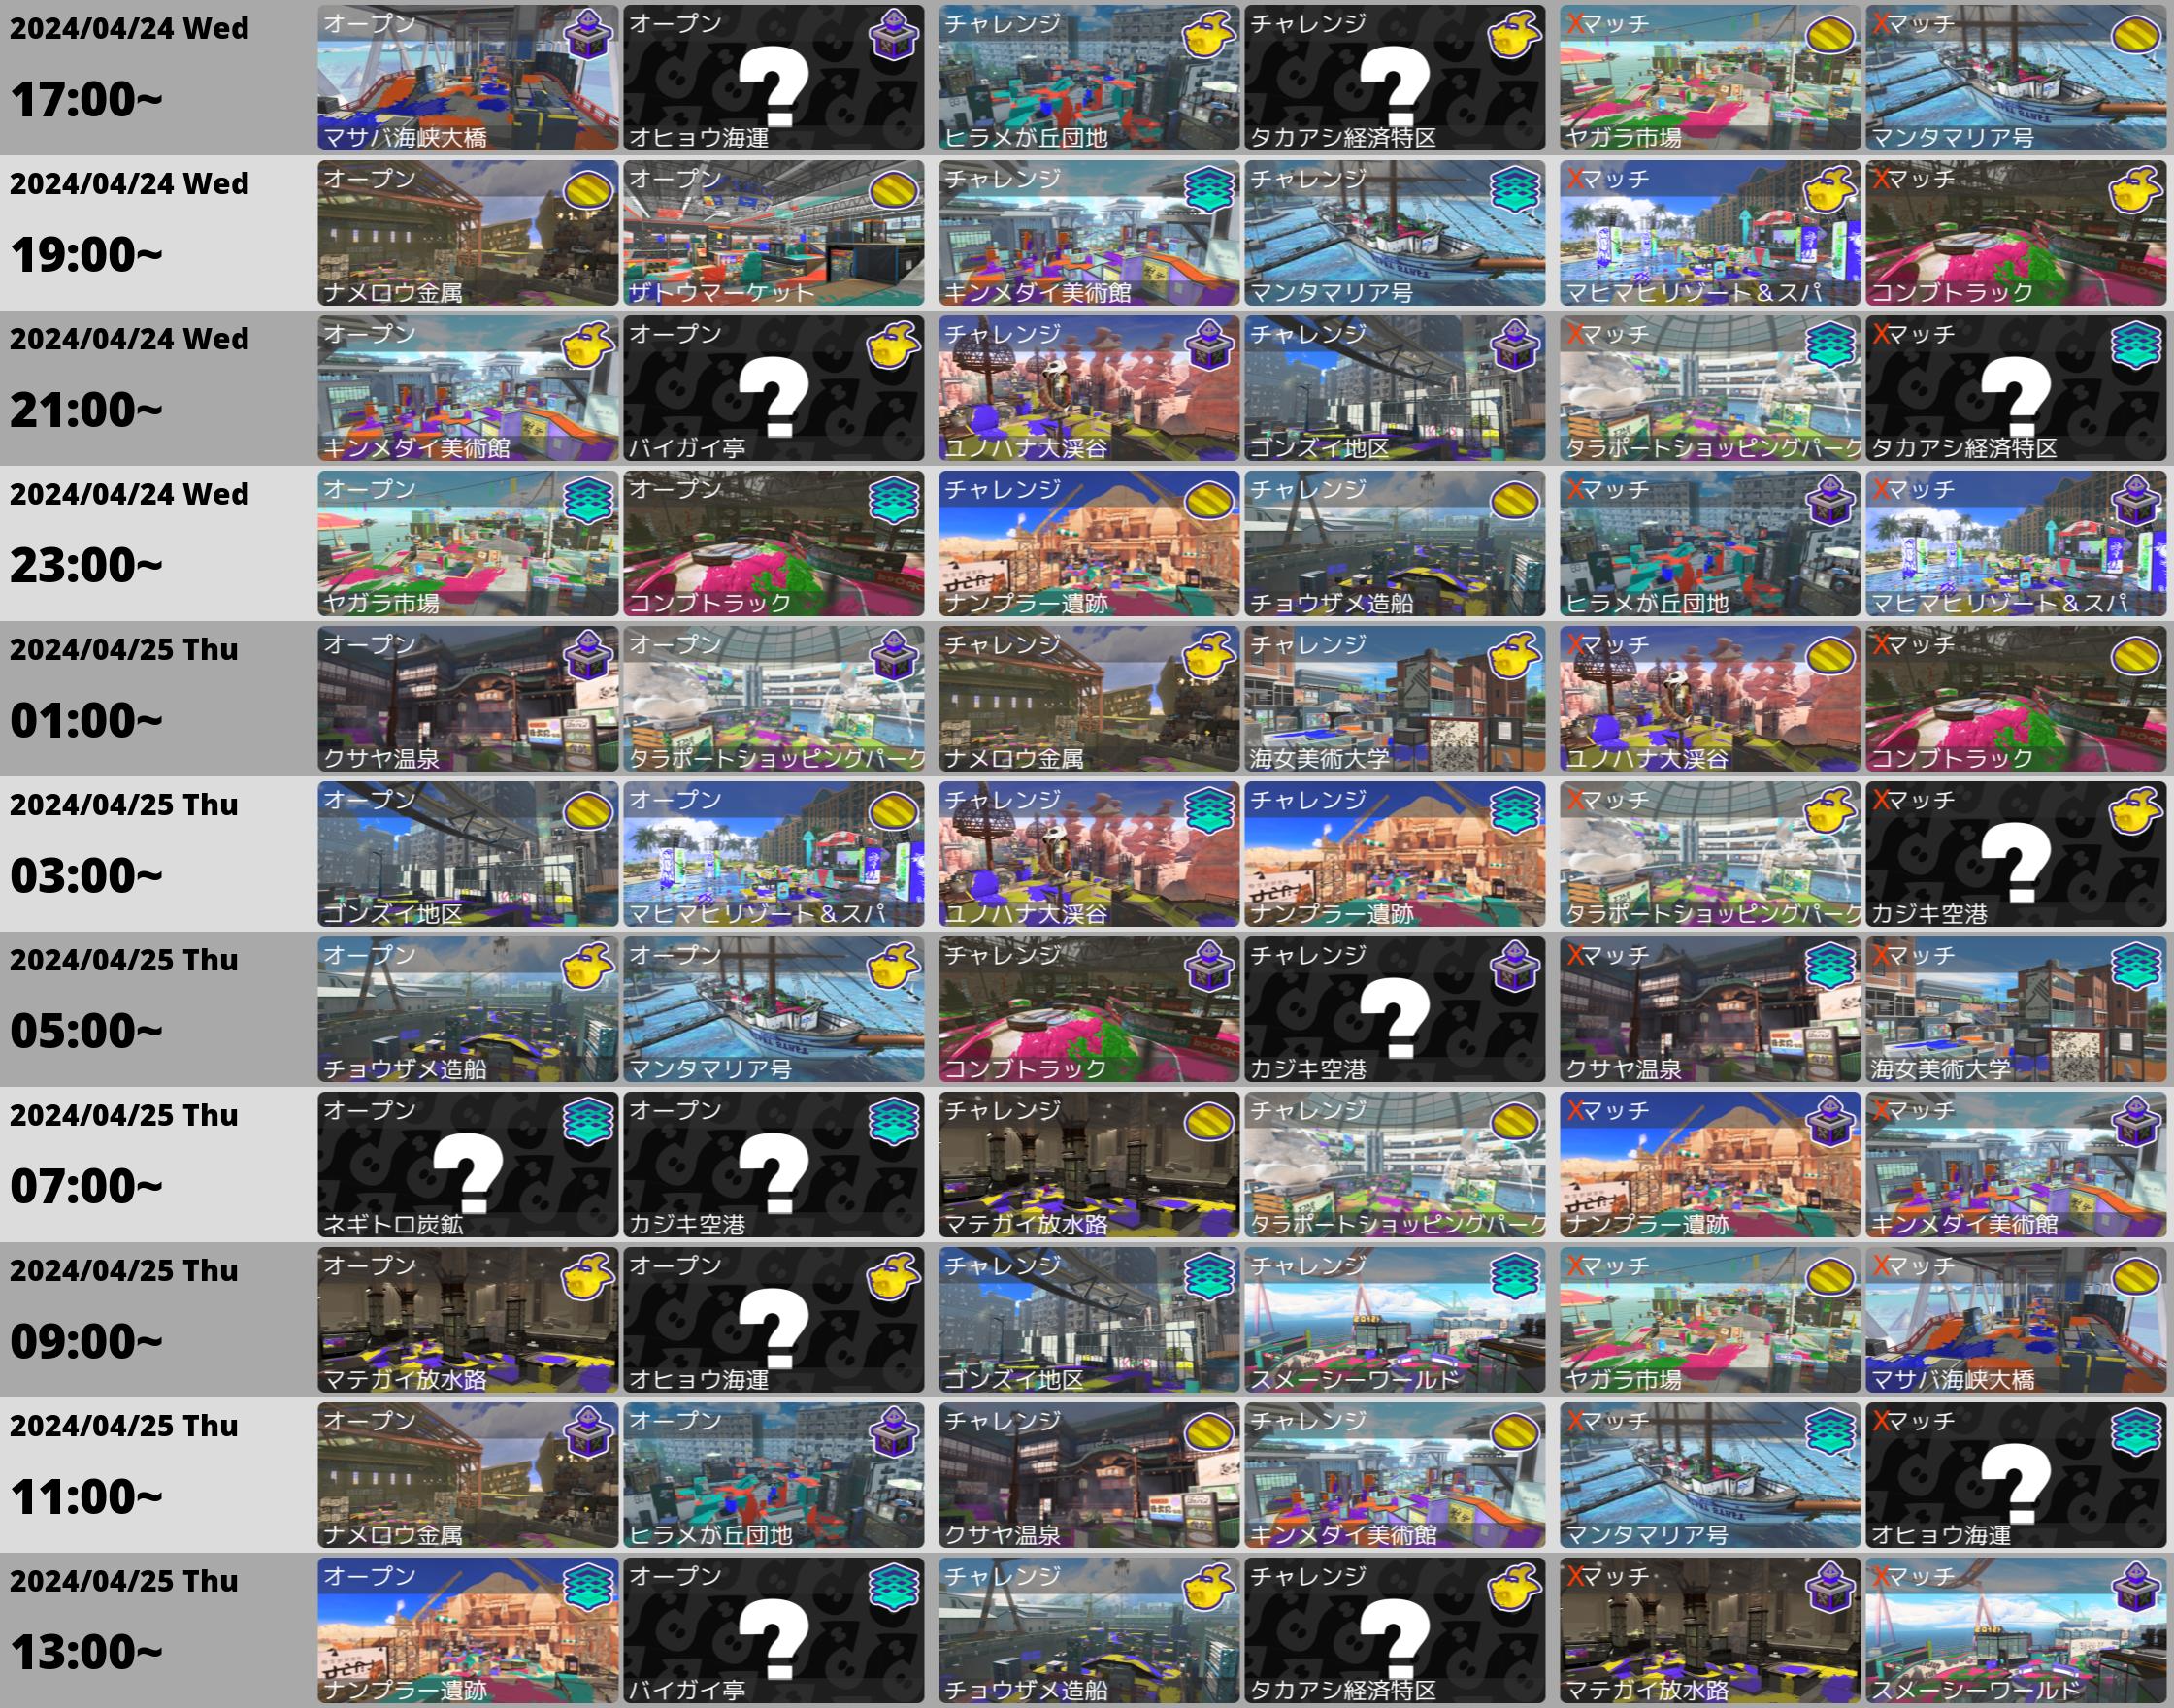 2024/04/24 Wed
17:00~
オープン
マサバ海峡大橋
オープン
オヒョウ海運
チャレンジ
ヒラメが丘団地
チャレンジ
タカアシ経済特区
Xマッチ
ヤガラ市場
Xマッチ
マンタマリア号
2024/04/24 Wed
19:00~
オープン
ナメロウ金属
オープン
ザトウマーケット
チャレンジ
キンメダイ美術館
チャレンジ
マンタマリア号
Xマッチ
マヒマヒリゾート&スパ
Xマッチ
コンブトラック
2024/04/24 Wed
21:00~
オープン
キンメダイ美術館
オープン
バイガイ亭
チャレンジ
ユノハナ大渓谷
チャレンジ
ゴンズイ地区
Xマッチ
タラポートショッピングパーク
Xマッチ
タカアシ経済特区
2024/04/24 Wed
23:00~
オープン
ヤガラ市場
オープン
コンブトラック
チャレンジ
ナンプラー遺跡
チャレンジ
チョウザメ造船
Xマッチ
ヒラメが丘団地
Xマッチ
マヒマヒリゾート&スパ
2024/04/25 Thu
01:00~
オープン
クサヤ温泉
オープン
タラポートショッピングパーク
チャレンジ
ナメロウ金属
チャレンジ
海女美術大学
Xマッチ
ユノハナ大渓谷
Xマッチ
コンブトラック
2024/04/25 Thu
03:00~
オープン
ゴンズイ地区
オープン
マヒマヒリゾート&スパ
チャレンジ
ユノハナ大渓谷
チャレンジ
ナンプラー遺跡
Xマッチ
タラポートショッピングパーク
Xマッチ
カジキ空港
2024/04/25 Thu
05:00~
オープン
チョウザメ造船
オープン
マンタマリア号
チャレンジ
コンブトラック
チャレンジ
カジキ空港
Xマッチ
クサヤ温泉
Xマッチ
海女美術大学
2024/04/25 Thu
07:00~
オープン
ネギトロ炭鉱
オープン
カジキ空港
チャレンジ
マテガイ放水路
チャレンジ
タラポートショッピングパーク
Xマッチ
ナンプラー遺跡
Xマッチ
キンメダイ美術館
2024/04/25 Thu
09:00~
オープン
マテガイ放水路
オープン
オヒョウ海運
チャレンジ
ゴンズイ地区
チャレンジ
スメーシーワールド
Xマッチ
ヤガラ市場
Xマッチ
マサバ海峡大橋
2024/04/25 Thu
11:00~
オープン
ナメロウ金属
オープン
ヒラメが丘団地
チャレンジ
クサヤ温泉
チャレンジ
キンメダイ美術館
Xマッチ
マンタマリア号
Xマッチ
オヒョウ海運
2024/04/25 Thu
13:00~
オープン
ナンプラー遺跡
オープン
バイガイ亭
チャレンジ
チョウザメ造船
チャレンジ
タカアシ経済特区
Xマッチ
マテガイ放水路
Xマッチ
スメーシーワールド